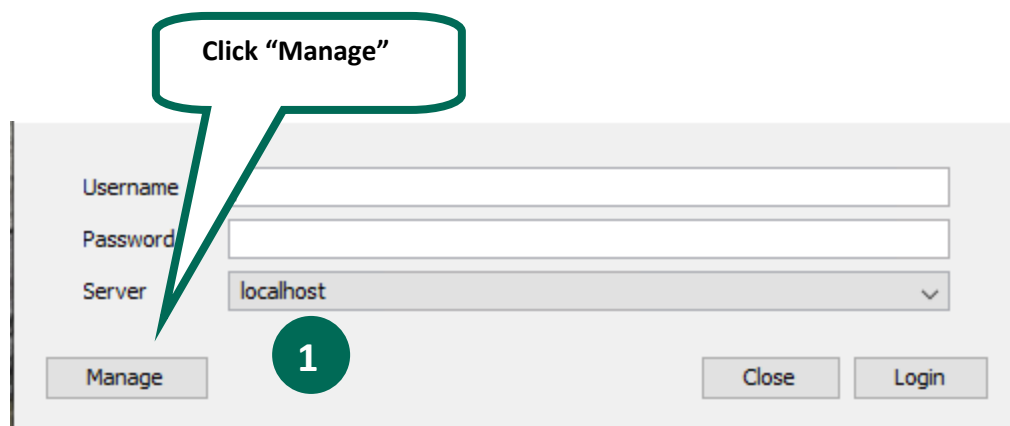 Click “Manage”
Username
Password
Server localhost
1
Manage Close Login